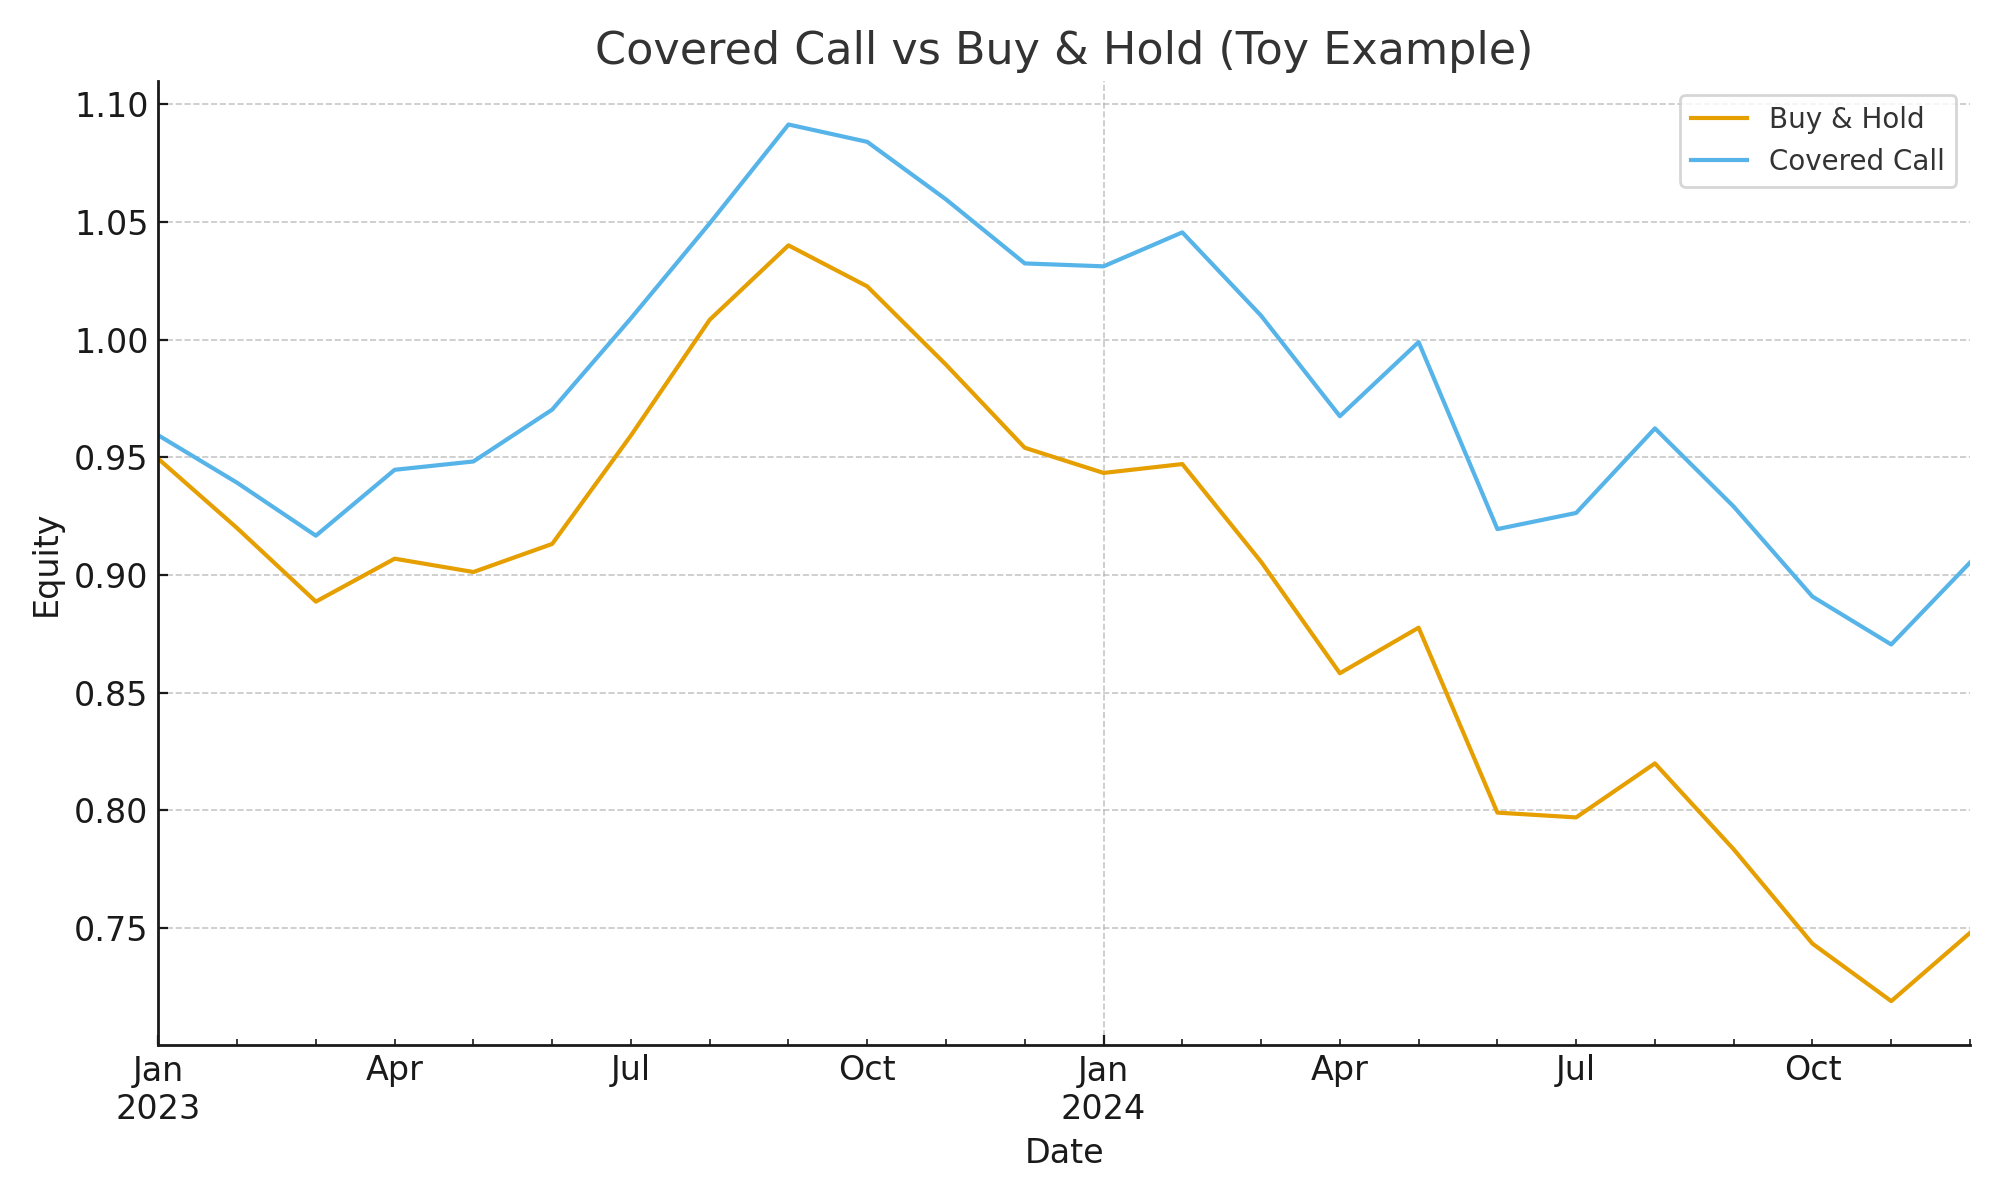 Covered Call vs Buy & Hold (Toy Example)
Buy & Hold
Covered Call
1.10
1.05
1.00
0.95
0.90
0.85
0.80
0.75
Equity
Jan Apr Jul Oct Jan Apr Jul Oct
2023 2024
Date